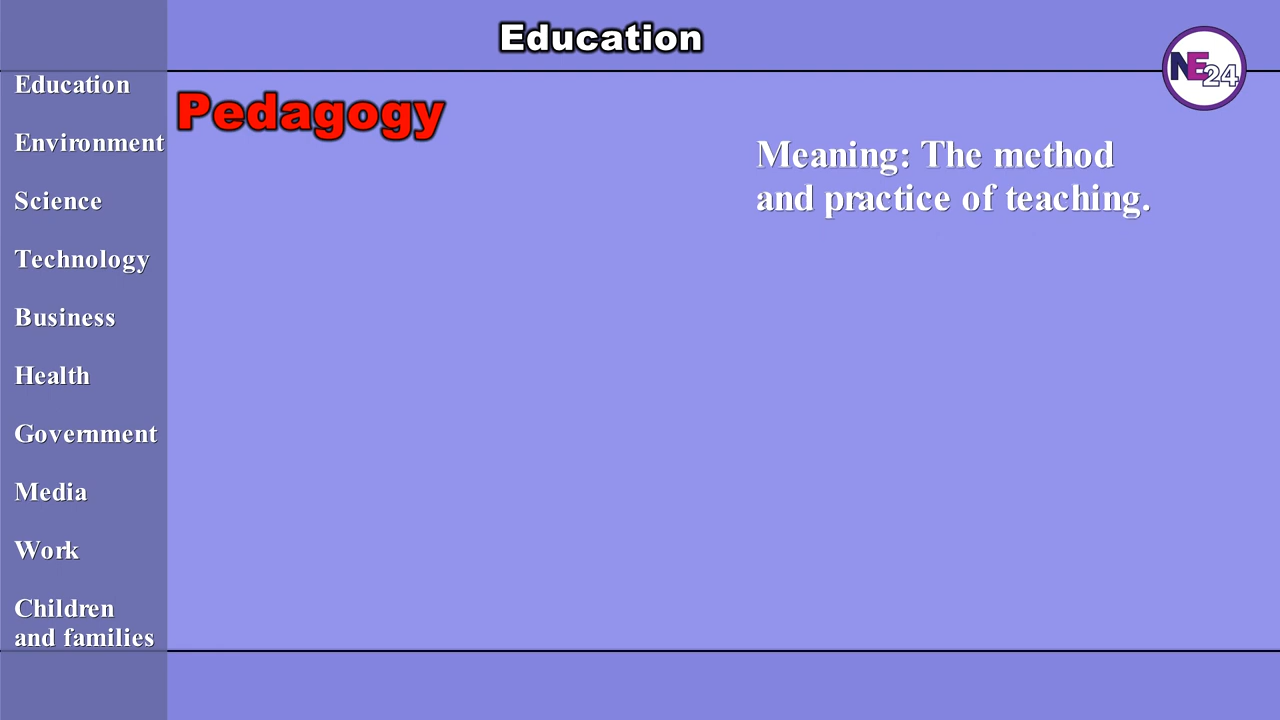 Education
NE24
Education
Environment
Science
Technology
Business
Health
Government
Media
Work
Children
and families
Pedagogy
Meaning: The method
and practice of teaching.